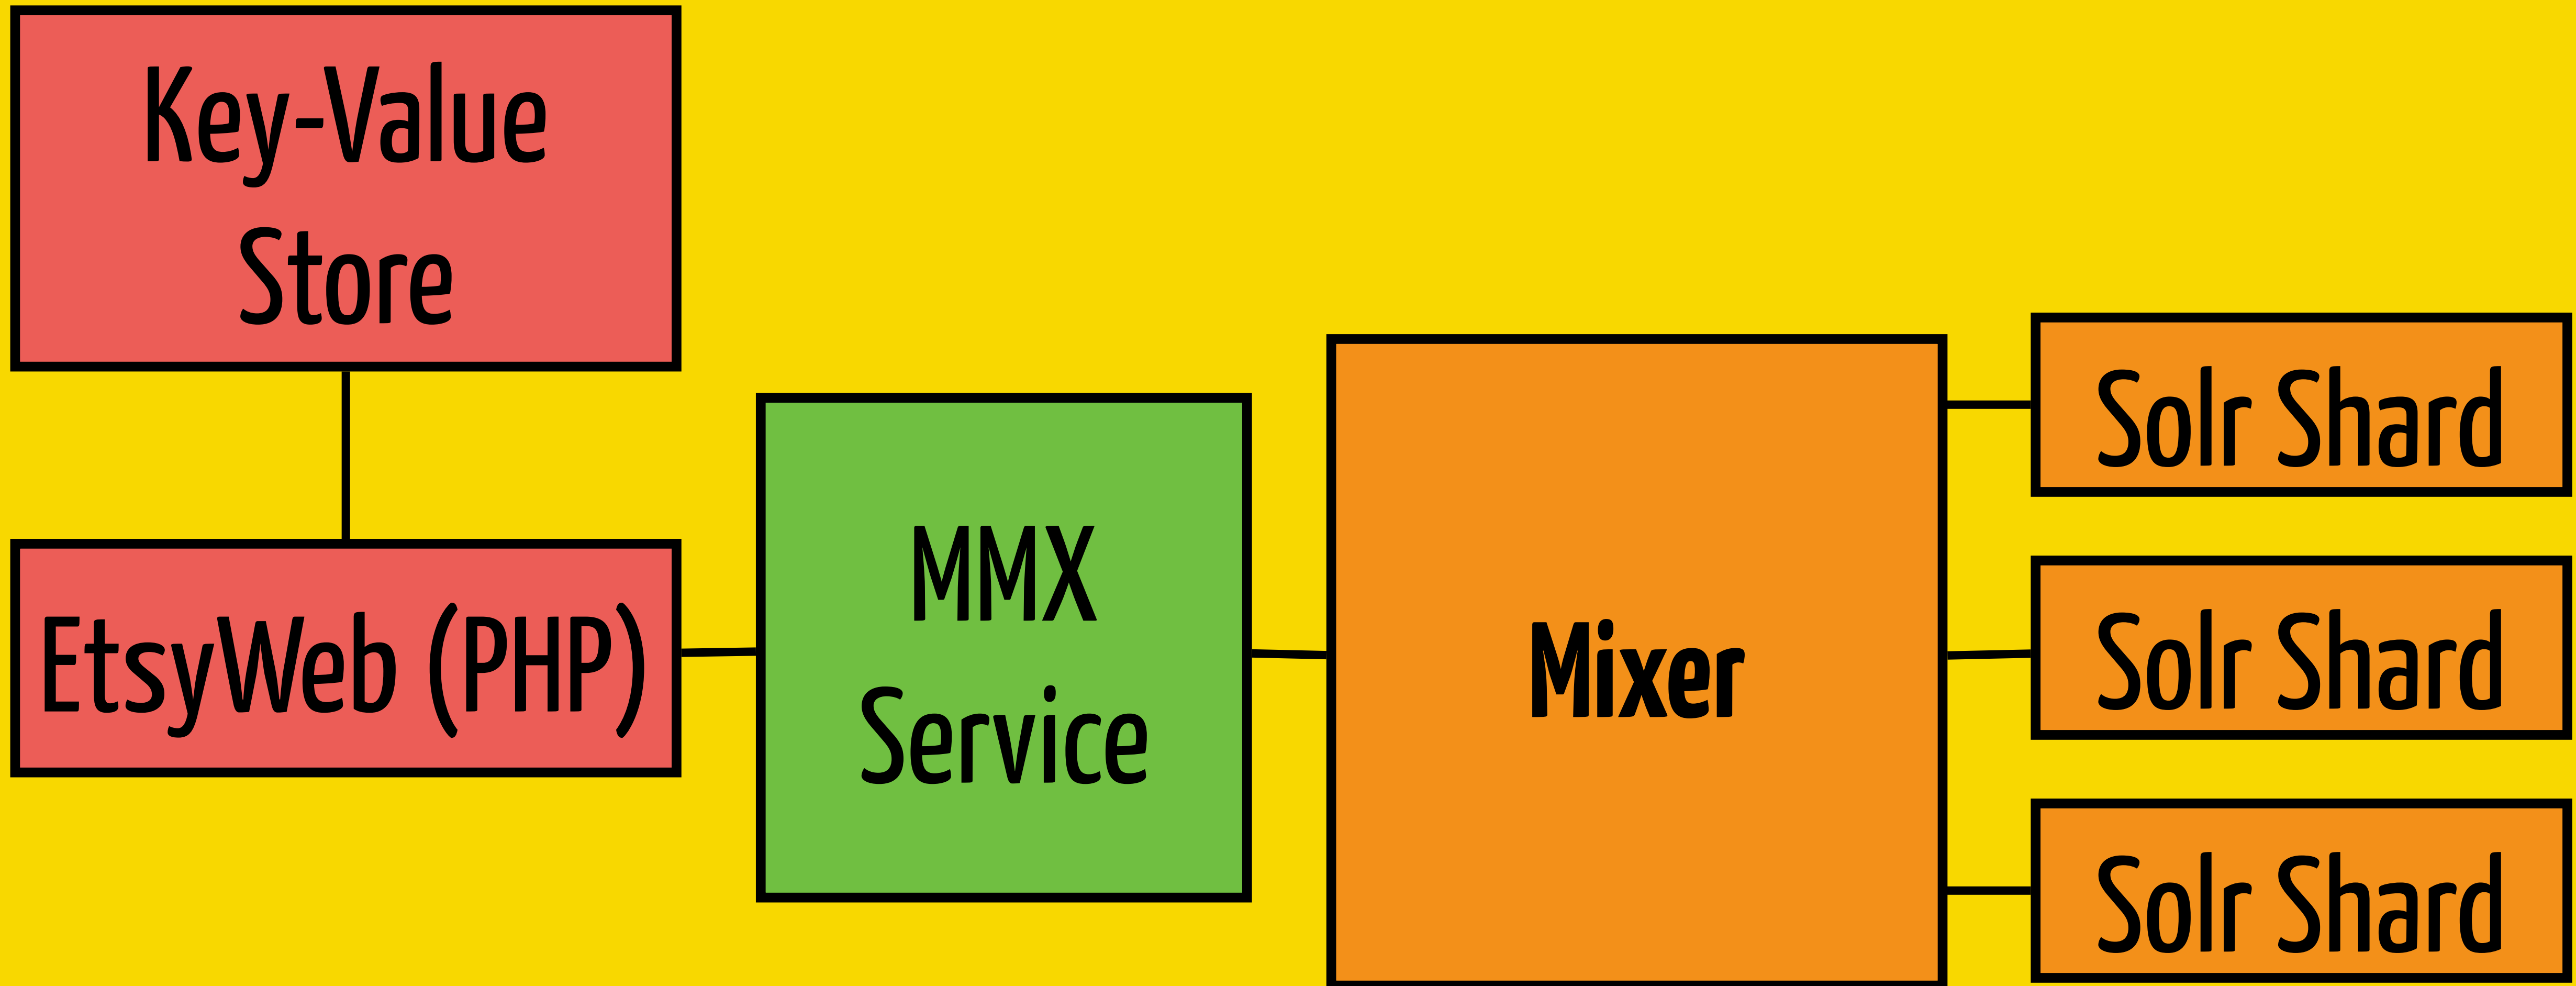 Key-Value
Store
EtsyWeb (PHP)
MMX
Service
Mixer
Solr Shard
Solr Shard
Solr Shard